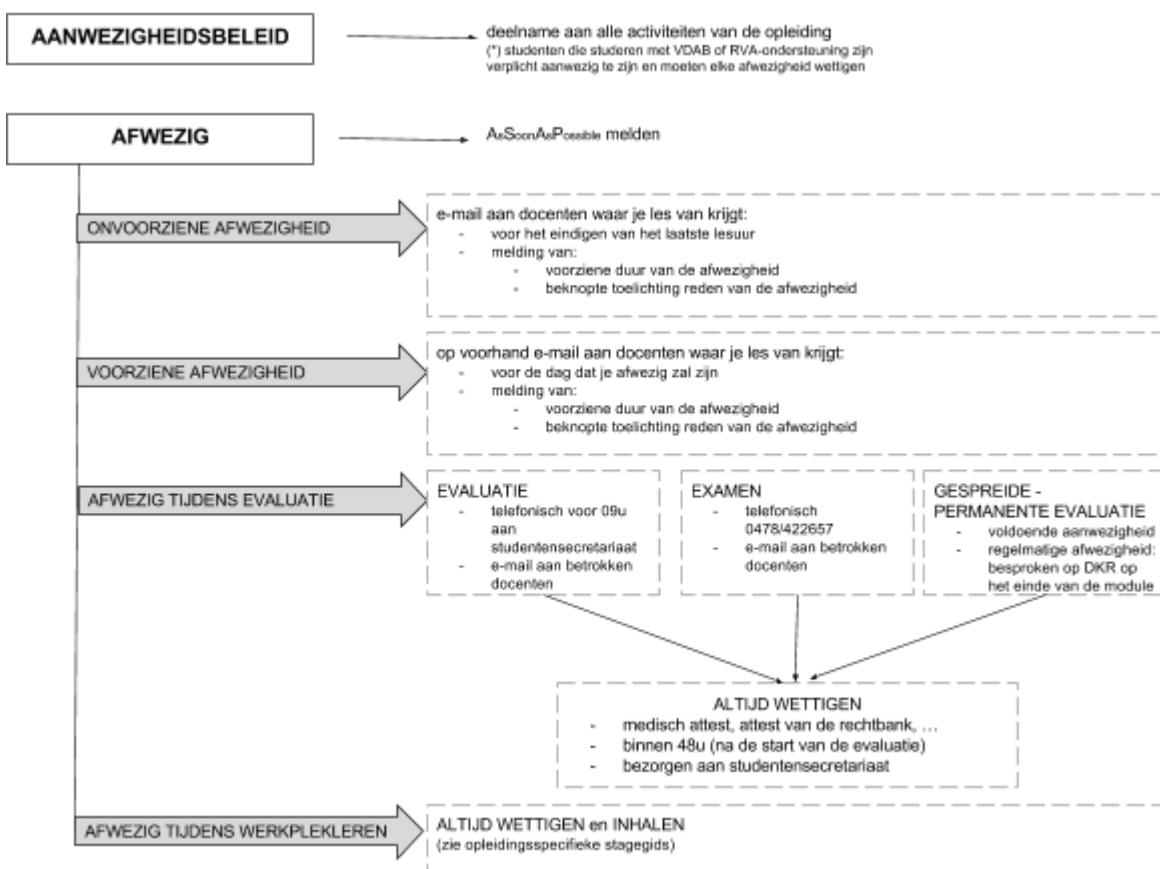 AANWEZIGHEIDSBELEID
deelname aan alle activiteiten van de opleiding
(*) studenten die studeren met VDAB of RVA-ondersteuning zijn
verplicht aanwezig te zijn en moeten elke afwezigheid wettigen
AFWEZIG
AsSoonAsPossible melden
ONVOORZIENE AFWEZIGHEID
e-mail aan docenten waar je les van krijgt:
- voor het eindigen van het laatste lesuur
- melding van:
- voorziene duur van de afwezigheid
- beknopte toelichting reden van de afwezigheid
VOORZIENE AFWEZIGHEID
op voorhand e-mail aan docenten waar je les van krijgt:
- voor de dag dat je afwezig zal zijn
- melding van:
- voorziene duur van de afwezigheid
- beknopte toelichting reden van de afwezigheid
AFWEZIG TIJDENS EVALUATIE
EVALUATIE
- telefonisch voor 09u
aan
studentensecretariaat
- e-mail aan betrokken
docenten
EXAMEN
- telefonisch
0478/422657
- e-mail aan betrokken
docenten
GESPREIDE -
PERMANENTE EVALUATIE
- voldoende aanwezigheid
- regelmatige afwezigheid:
besproken op DKR op
het einde van de module
ALTIJD WETTIGEN
- medisch attest, attest van de rechtbank, …
- binnen 48u (na de start van de evaluatie)
- bezorgen aan studentensecretariaat
AFWEZIG TIJDENS WERKPLEKLEREN
ALTIJD WETTIGEN en INHALEN
(zie opleidingsspecifieke stagegids)